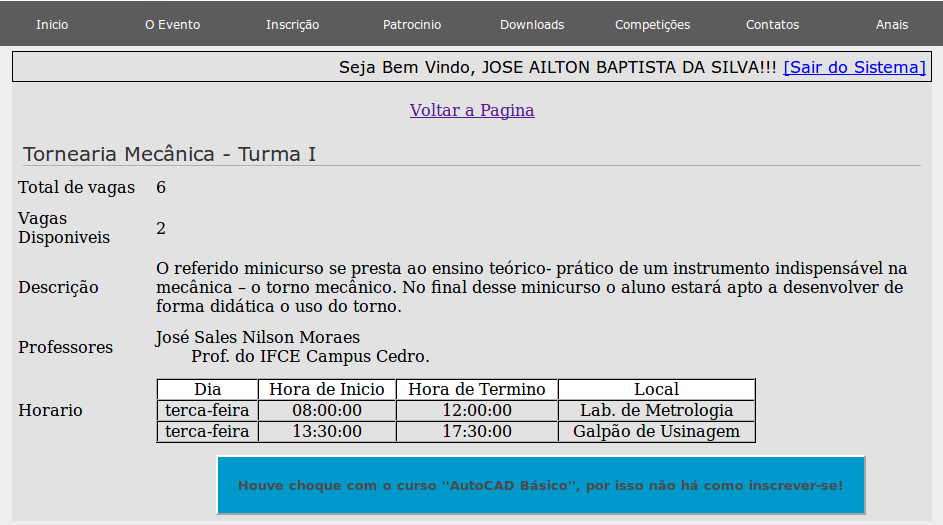 Inicio O Evento Inscrição Patrocinio Downloads Competições Contatos Anais
Seja Bem Vindo, JOSE AILTON BAPTISTA DA SILVA!!! [Sair do Sistema]
Voltar a Pagina
Tornearia Mecânica - Turma I
Total de vagas 6
Vagas
Disponiveis 2
Descrição
O referido minicurso se presta ao ensino teórico- prático de um instrumento indispensável na
mecânica – o torno mecânico. No final desse minicurso o aluno estará apto a desenvolver de
forma didática o uso do torno.
Professores
José Sales Nilson Moraes
Prof. do IFCE Campus Cedro.
Horario
Dia Hora de Inicio Hora de Termino Local
terca-feira 08:00:00 12:00:00 Lab. de Metrologia
terca-feira 13:30:00 17:30:00 Galpão de Usinagem
Houve choque com o curso "AutoCAD Básico", por isso não há como inscrever-se!